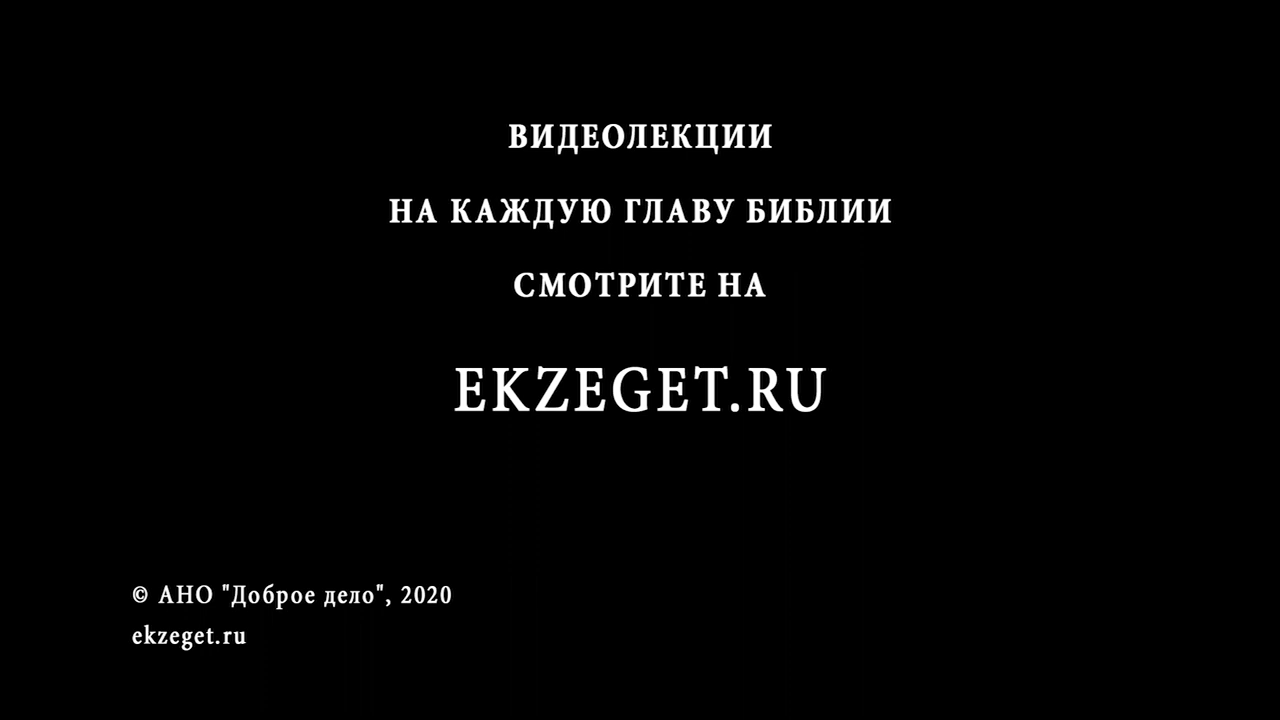 ВИДЕОЛЕКЦИИ
НА КАЖДУЮ ГЛАВУ БИБЛИИ
СМОТРИТЕ НА
EKZEGET.RU
© АНО "Доброе дело", 2020
ekzeget.ru